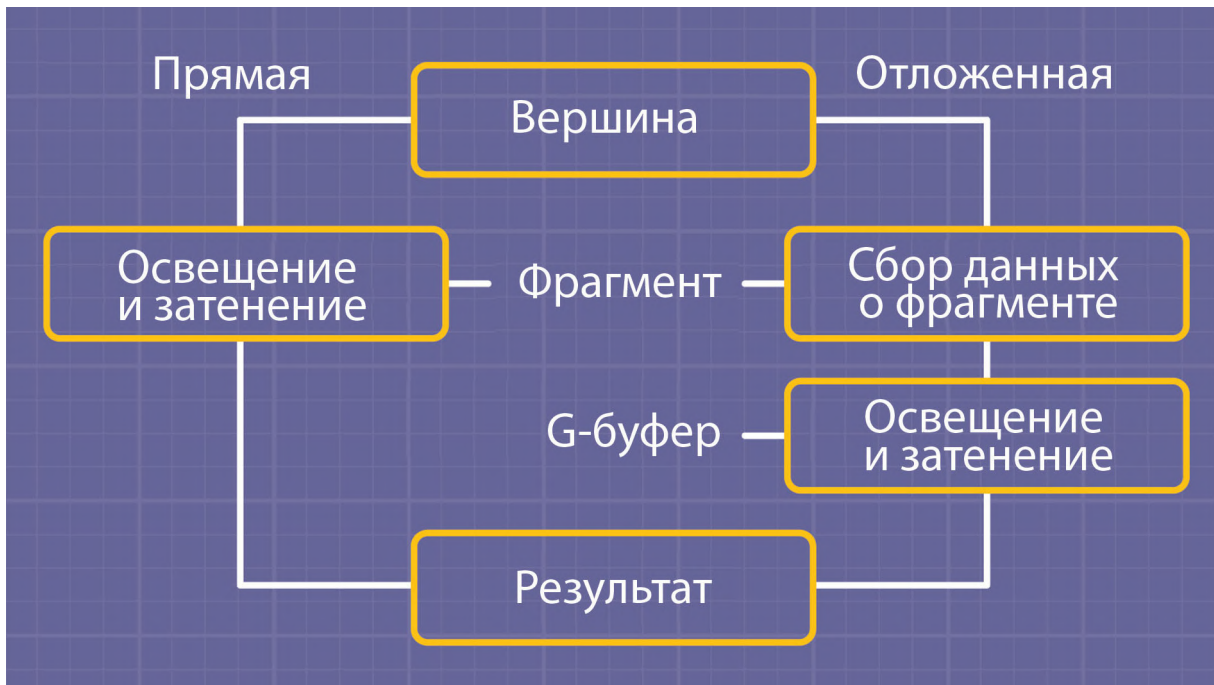 Прямая
Вершина
Отложенная
Освещение
и затенение
Фрагмент
Сбор данных
о фрагменте
G-буфер
Освещение
и затенение
Результат